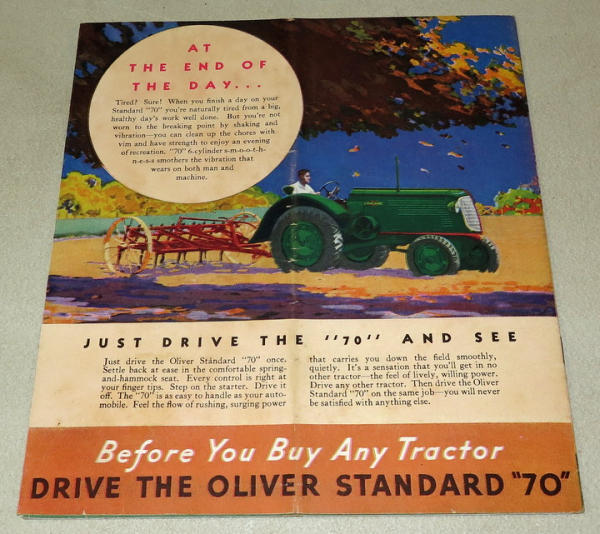 AT
THE END OF
THE DAY...
Tired? Sure! When you finish a day on your
Standard "70" you're naturally tired from a big,
healthy day's work well done. But you're not
worn to the breaking point by shaking and
vibration—you can clean up the chores with
vim and have strength to enjoy an evening
of recreation. "70" 6-cylinder s-m-o-o-t-h-
n-e-s-s smothers the vibration that
wears on both man and
machine.
JUST DRIVE THE "70" AND SEE
Just drive the Oliver Standard "70" once.
Settle back at ease in the comfortable spring-
and-hammock seat. Every control is right at
your finger tips. Step on the starter. Drive it
off. The "70" is as easy to handle as your auto-
mobile. Feel the flow of rushing, surging power
that carries you down the field smoothly,
quietly. It's a sensation that you'll get in no
other tractor—the feel of lively, willing power.
Drive any other tractor. Then drive the Oliver
Standard "70" on the same job—you will never
be satisfied with anything else.
Before You Buy Any Tractor
DRIVE THE OLIVER STANDARD "70"